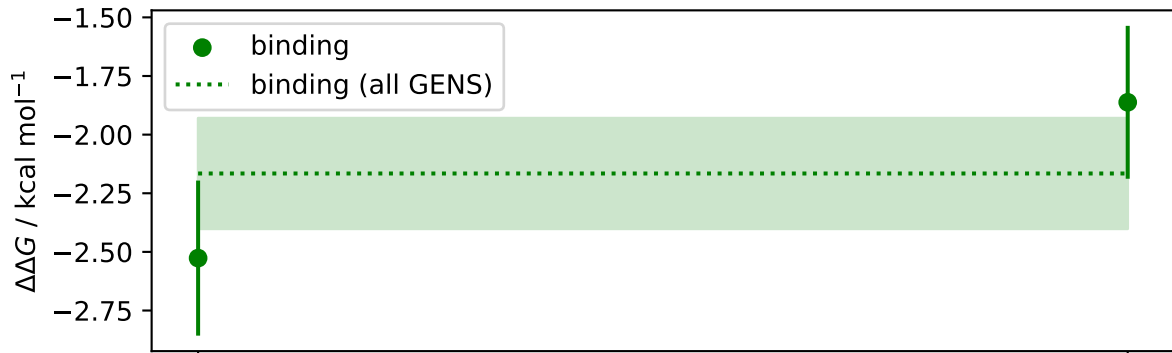 −1.50
−1.75
−2.00
−2.25
−2.50
−2.75
ΔΔG / kcal mol⁻¹
binding
binding (all GENS)